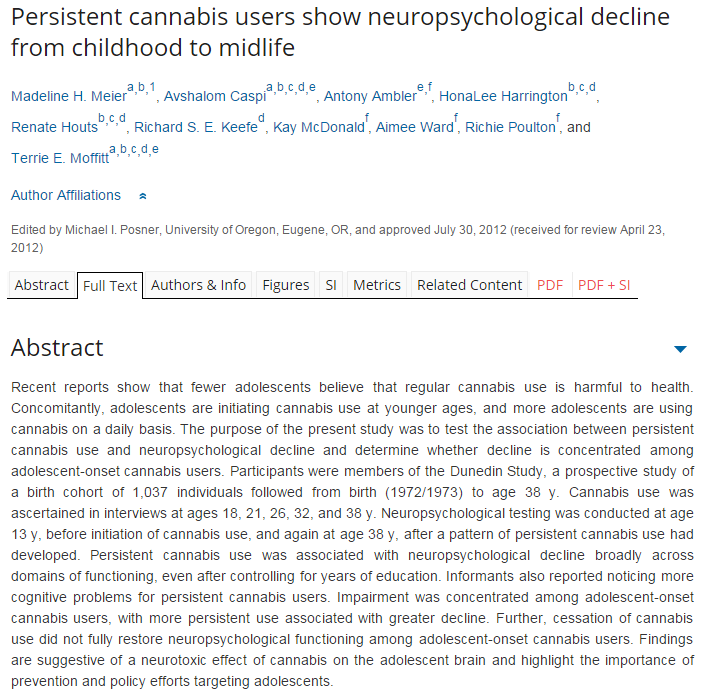 Persistent cannabis users show neuropsychological decline
from childhood to midlife
Madeline H. Meier a,b,1, Avshalom Caspi a,b,c,d,e, Antony Ambler e,f, HonaLee Harrington b,c,d,
Renate Houts b,c,d, Richard S. E. Keefe d, Kay McDonald f, Aimee Ward f, Richie Poulton f, and
Terrie E. Moffitt a,b,c,d,e
Author Affiliations
Edited by Michael I. Posner, University of Oregon, Eugene, OR, and approved July 30, 2012 (received for review April 23,
2012)
Abstract Full Text Authors & Info Figures SI Metrics Related Content PDF PDF + SI
Abstract
Recent reports show that fewer adolescents believe that regular cannabis use is harmful to health.
Concomitantly, adolescents are initiating cannabis use at younger ages, and more adolescents are using
cannabis on a daily basis. The purpose of the present study was to test the association between persistent
cannabis use and neuropsychological decline and determine whether decline is concentrated among
adolescent-onset cannabis users. Participants were members of the Dunedin Study, a prospective study of
a birth cohort of 1,037 individuals followed from birth (1972/1973) to age 38 y. Cannabis use was
ascertained in interviews at ages 18, 21, 26, 32, and 38 y. Neuropsychological testing was conducted at age
13 y, before initiation of cannabis use, and again at age 38 y, after a pattern of persistent cannabis use had
developed. Persistent cannabis use was associated with neuropsychological decline broadly across
domains of functioning, even after controlling for years of education. Informants also reported noticing more
cognitive problems for persistent cannabis users. Impairment was concentrated among adolescent-onset
cannabis users, with more persistent use associated with greater decline. Further, cessation of cannabis
use did not fully restore neuropsychological functioning among adolescent-onset cannabis users. Findings
are suggestive of a neurotoxic effect of cannabis on the adolescent brain and highlight the importance of
prevention and policy efforts targeting adolescents.